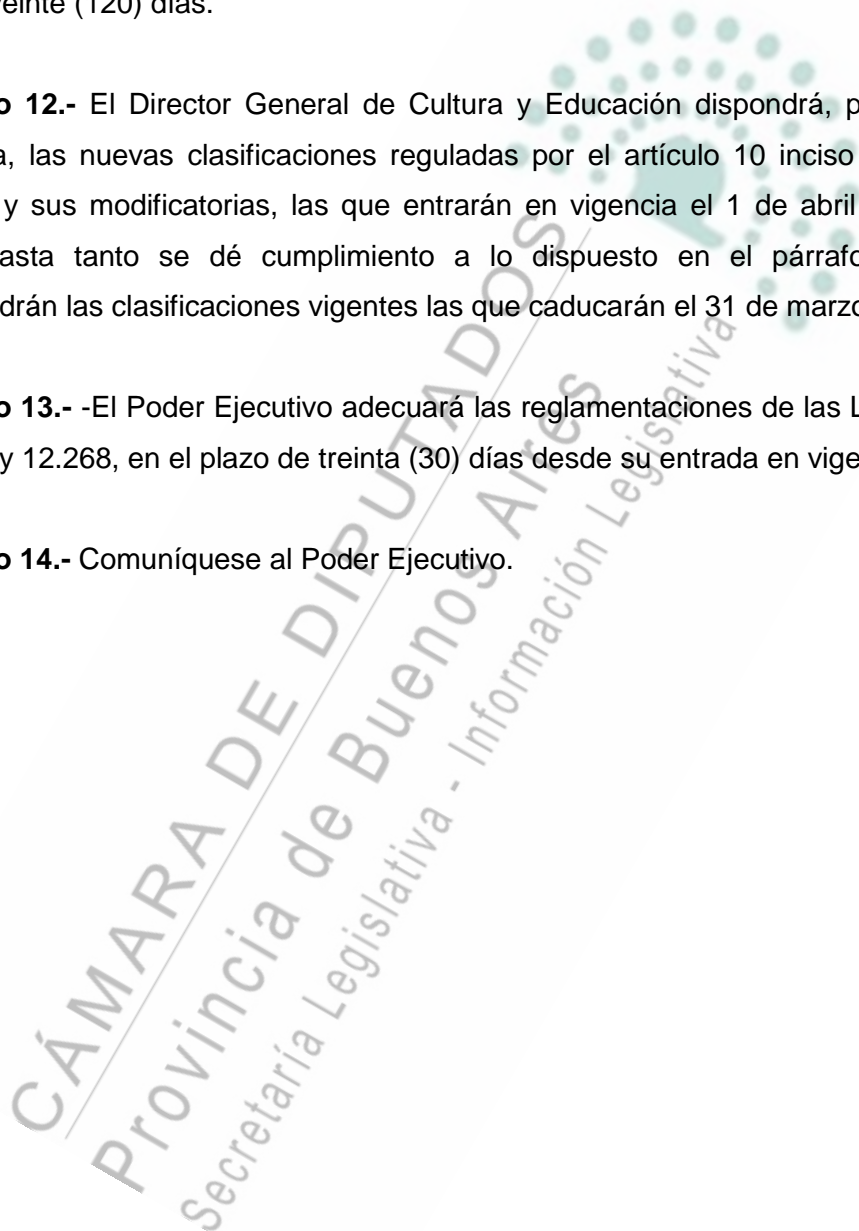 veinte (120) días.
o 12.- El Director General de Cultura y Educación dispondrá, p
a, las nuevas clasificaciones reguladas por el artículo 10 inciso
y sus modificatorias, las que entrarán en vigencia el 1 de abril
asta tanto se dé cumplimiento a lo dispuesto en el párrafo
drán las clasificaciones vigentes las que caducarán el 31 de marzo
o 13.- -El Poder Ejecutivo adecuará las reglamentaciones de las L
y 12.268, en el plazo de treinta (30) días desde su entrada en vige
o 14.- Comuníquese al Poder Ejecutivo.
CÁMARA DE DIPUTADOS
Provincia de Buenos Aires
Secretaría Legislativa - Información Legislativa